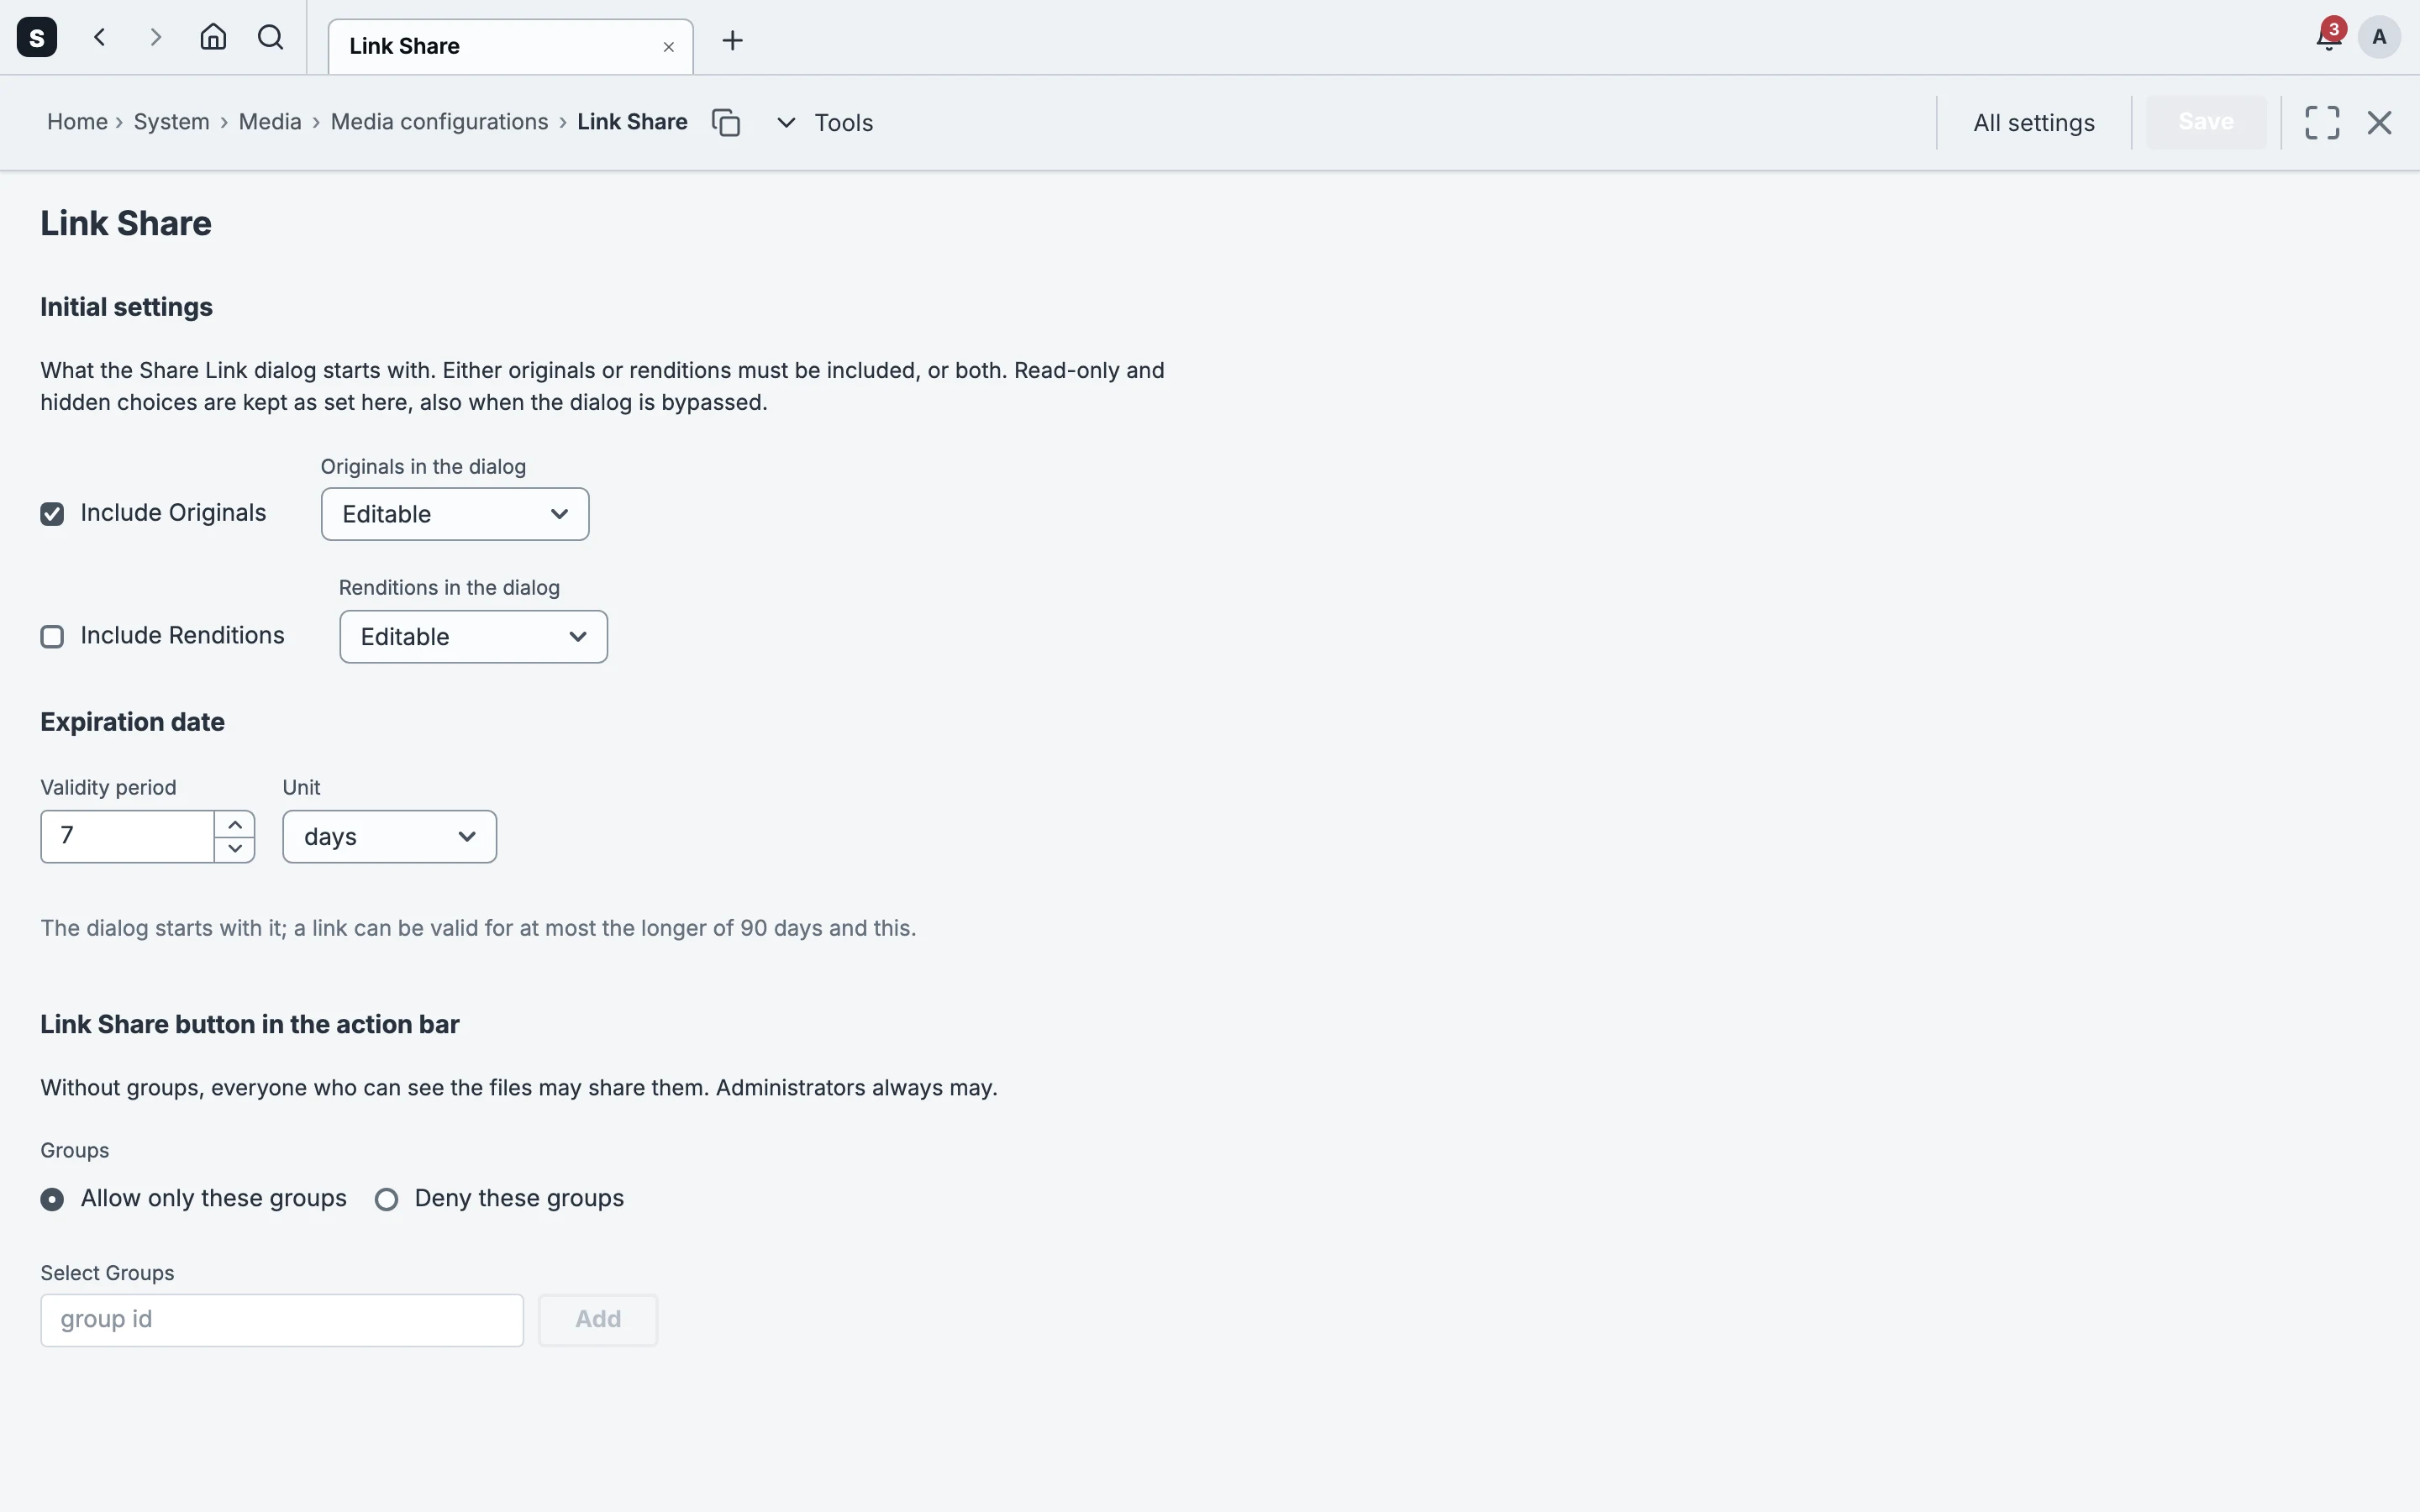 S
Link Share
3
A
Home › System › Media › Media configurations › Link Share
Tools
All settings
Save
Link Share
Initial settings
What the Share Link dialog starts with. Either originals or renditions must be included, or both. Read-only and
hidden choices are kept as set here, also when the dialog is bypassed.
Originals in the dialog
Include Originals
Editable
Renditions in the dialog
Include Renditions
Editable
Expiration date
Validity period
Unit
7
days
The dialog starts with it; a link can be valid for at most the longer of 90 days and this.
Link Share button in the action bar
Without groups, everyone who can see the files may share them. Administrators always may.
Groups
Allow only these groups
Deny these groups
Select Groups
group id
Add